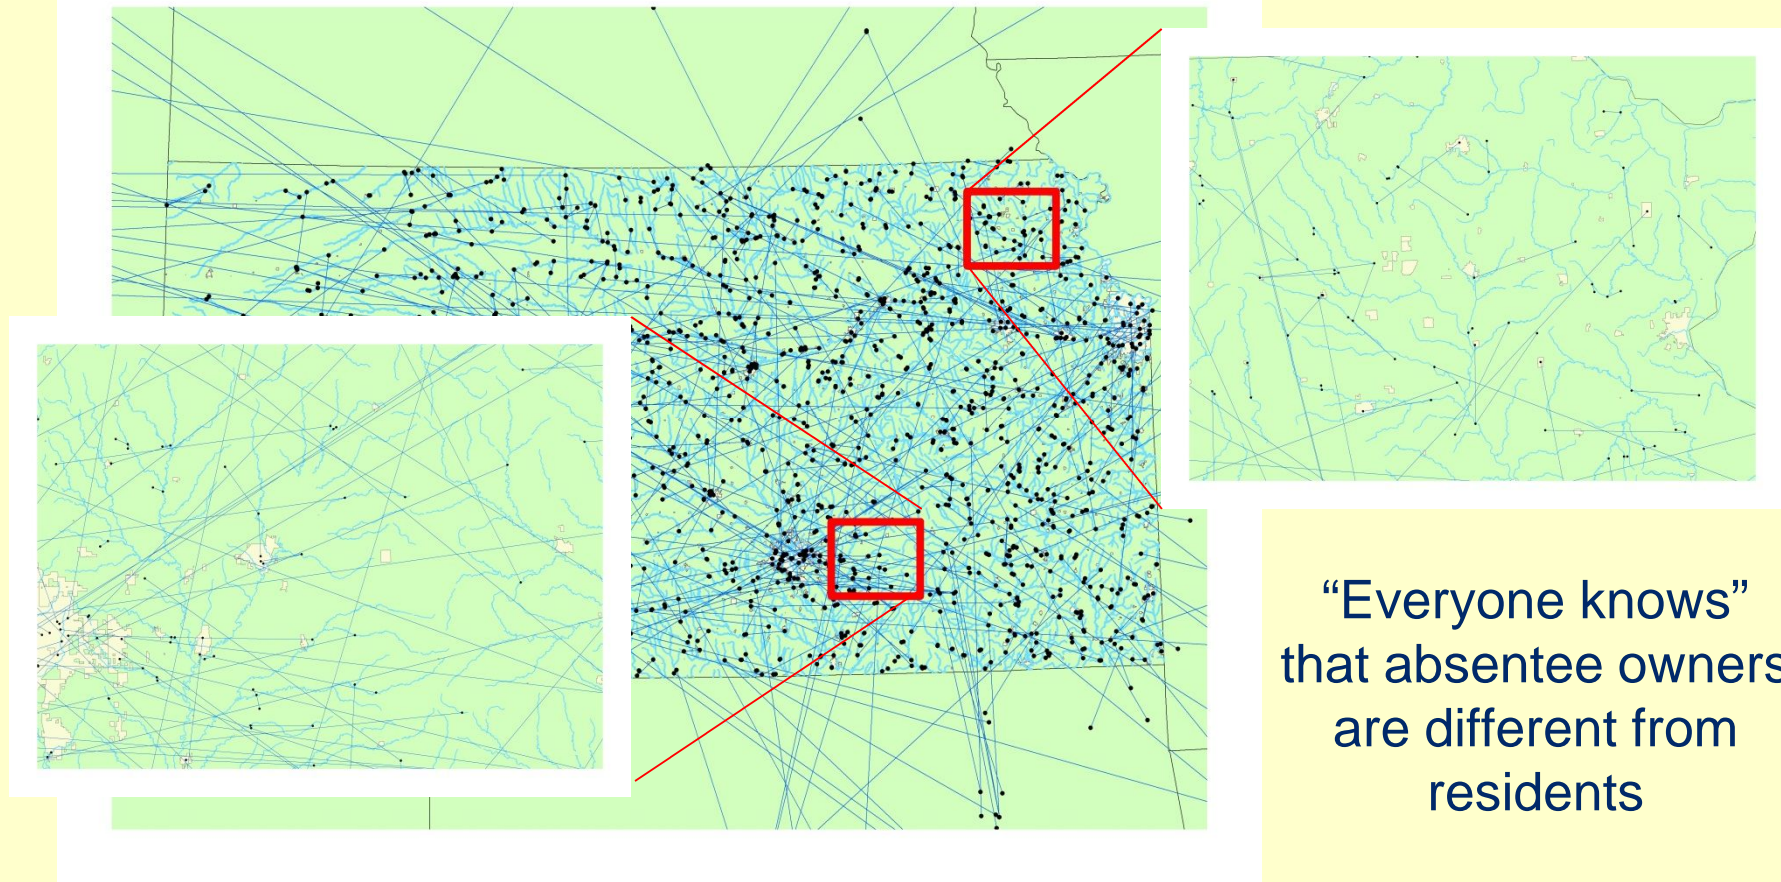 “Everyone knows”
that absentee owners
are different from
residents